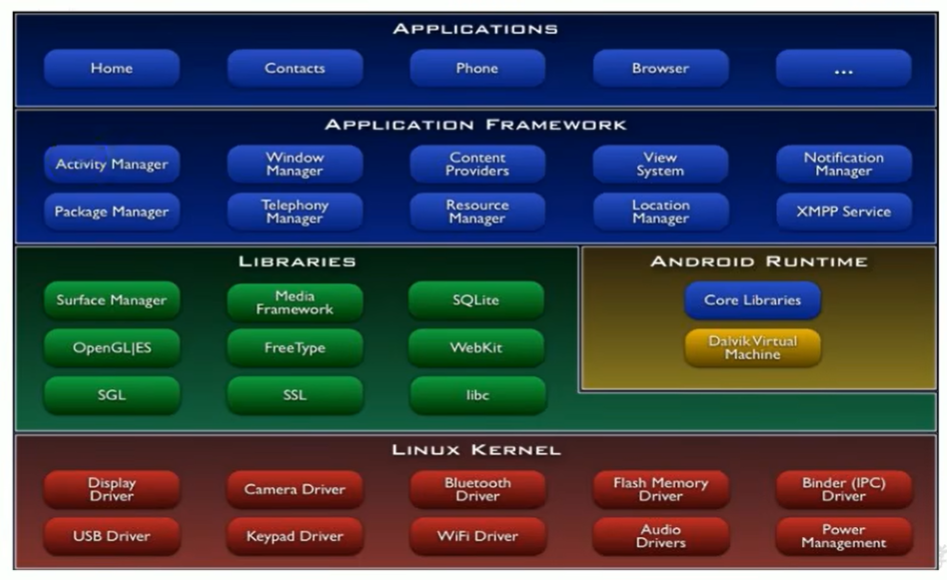 APPLICATIONS
Home
Contacts
Phone
Browser
...
APPLICATION FRAMEWORK
Activity Manager
Window
Manager
Content
Providers
View
System
Notification
Manager
Package Manager
Telephony
Manager
Resource
Manager
Location
Manager
XMPP Service
LIBRARIES
Surface Manager
Media
Framework
SQLite
OpenGL|ES
FreeType
WebKit
SGL
SSL
libc
ANDROID RUNTIME
Core Libraries
Dalvik Virtual
Machine
LINUX KERNEL
Display
Driver
Camera Driver
Bluetooth
Driver
Flash Memory
Driver
Binder (IPC)
Driver
USB Driver
Keypad Driver
WiFi Driver
Audio
Drivers
Power
Management